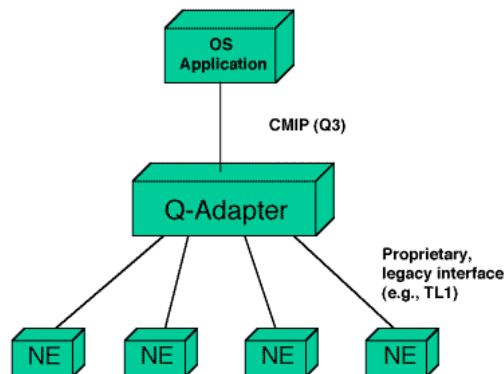 OS
Application
CMIP (Q3)
Q-Adapter
Proprietary,
legacy interface
(e.g., TL1)
NE
NE
NE
NE